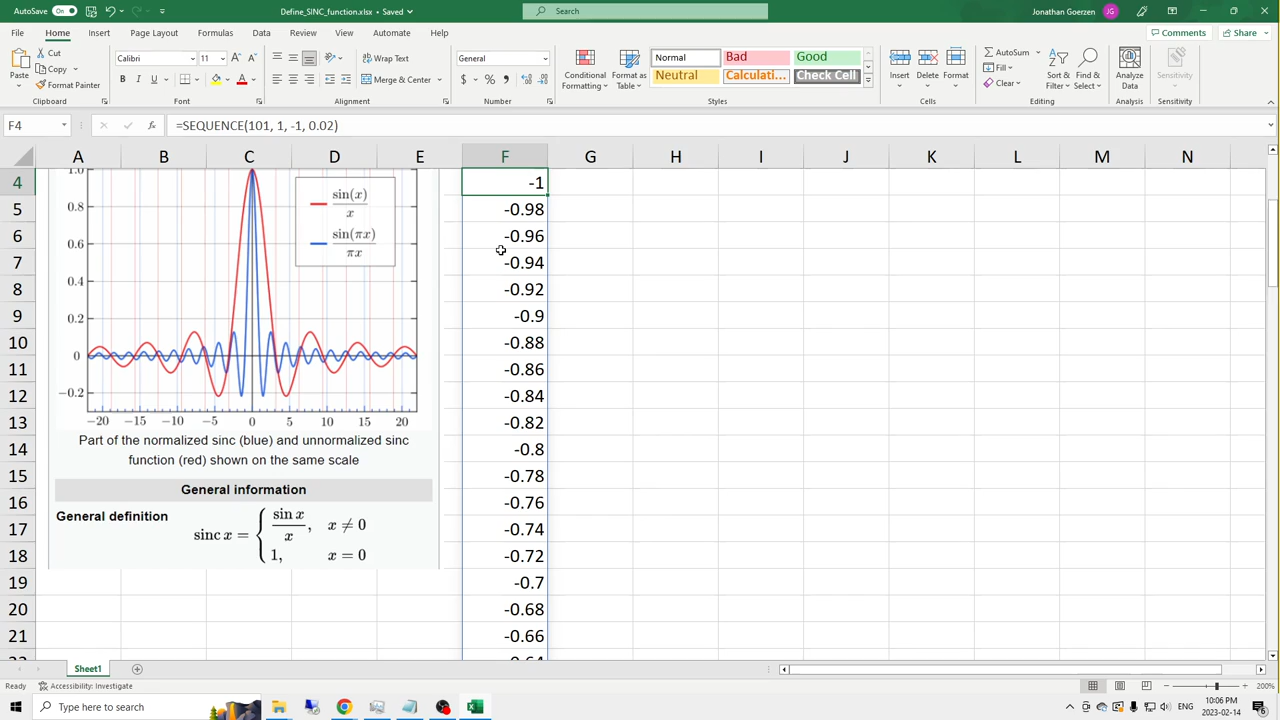 AutoSave On Define_SINC_function.xlsx • Saved Search Jonathan Goerzen JG
File Home Insert Page Layout Formulas Data Review View Automate Help Comments Share
Paste Cut Copy Format Painter Clipboard
Calibri 11 A A B I U A Font
Wrap Text Merge & Center Alignment
General $ % 9 Number
Conditional Formatting Format as Table
Normal Bad Good
Neutral Calculati... Check Cell
Styles
Insert Delete Format Cells
AutoSum Fill Clear Sort & Filter Find & Select Editing
Analyze Data Analysis
Sensitivity Sensitivity
F4 fx =SEQUENCE(101, 1, -1, 0.02)
A B C D E F G H I J K L M N
4 -1
5 -0.98
6 -0.96
7 -0.94
8 -0.92
9 -0.9
10 -0.88
11 -0.86
12 -0.84
13 -0.82
14 -0.8
15 -0.78
16 -0.76
17 -0.74
18 -0.72
19 -0.7
20 -0.68
21 -0.66
1.0
0.8
0.6
0.4
0.2
0
−0.2
−20 −15 −10 −5 0 5 10 15 20
sin(x)
x
sin(πx)
πx
Part of the normalized sinc (blue) and unnormalized sinc
function (red) shown on the same scale
General information
General definition
sinc x = { sin x / x, x ≠ 0
1, x = 0
Sheet1
Ready Accessibility: Investigate 200%
Type here to search
10:06 PM
2023-02-14